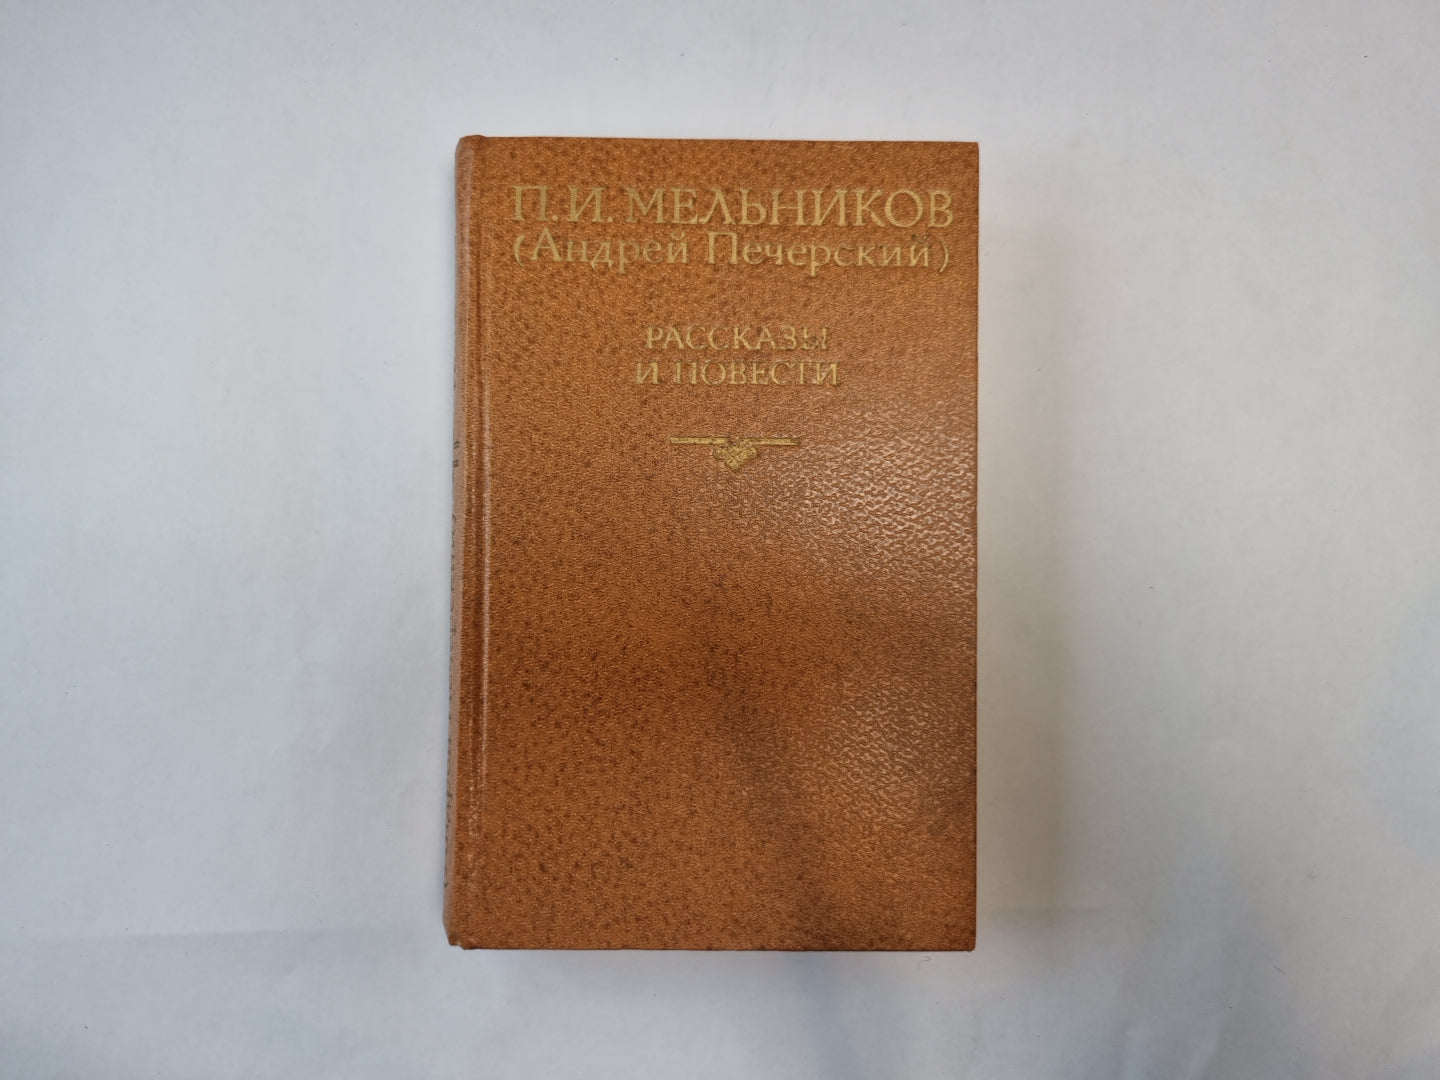 П. И. МЕЛЬНИКОВ
(Андрей Печерский)
РАССКАЗЫ
И ПОВЕСТИ